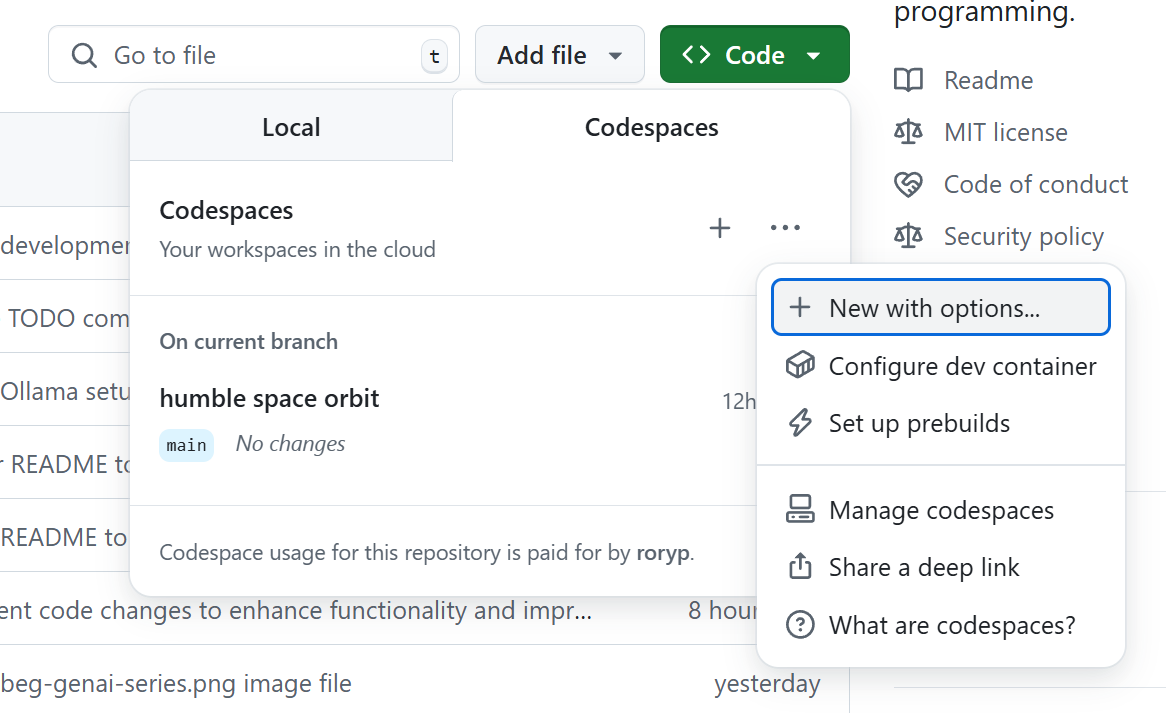 programming.
Go to file
t
Add file
Code
Readme
MIT license
Code of conduct
Security policy
Local
Codespaces
Codespaces
Your workspaces in the cloud
New with options...
Configure dev container
Set up prebuilds
Manage codespaces
Share a deep link
What are codespaces?
On current branch
humble space orbit
12h
main
No changes
Codespace usage for this repository is paid for by roryp.
TODO com
Ollama setu
README to
README to
ent code changes to enhance functionality and impr...
8 hour
beg-genai-series.png image file
yesterday